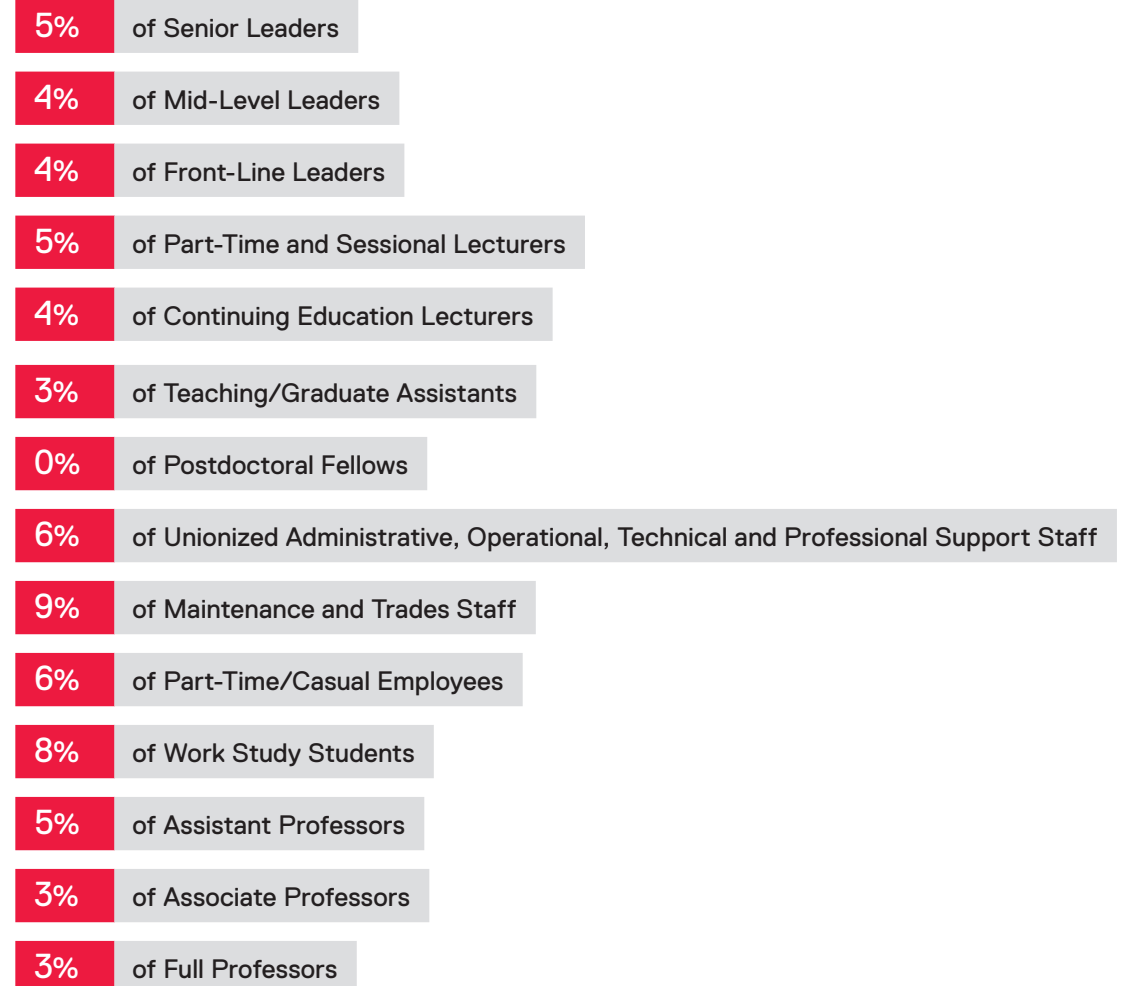 5% of Senior Leaders
4% of Mid-Level Leaders
4% of Front-Line Leaders
5% of Part-Time and Sessional Lecturers
4% of Continuing Education Lecturers
3% of Teaching/Graduate Assistants
0% of Postdoctoral Fellows
6% of Unionized Administrative, Operational, Technical and Professional Support Staff
9% of Maintenance and Trades Staff
6% of Part-Time/Casual Employees
8% of Work Study Students
5% of Assistant Professors
3% of Associate Professors
3% of Full Professors